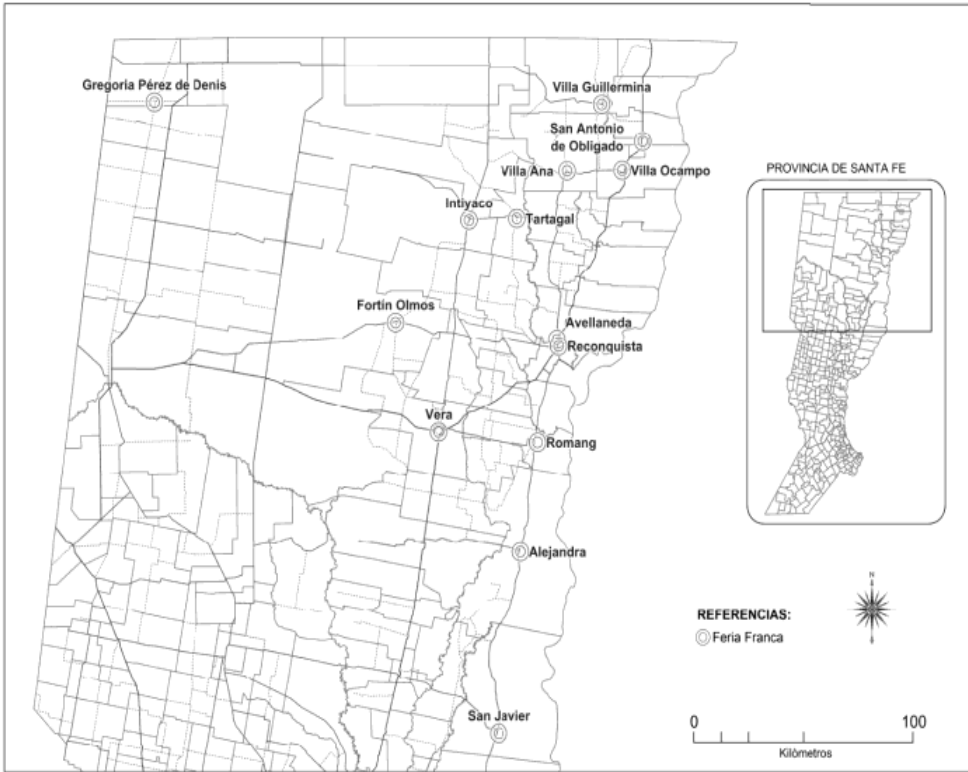 Gregoria Pérez de Denis
Villa Guillermina
San Antonio
de Obligado
Villa Ana
Villa Ocampo
PROVINCIA DE SANTA FE
Intiyaco
Tartagal
Fortín Olmos
Avellaneda
Reconquista
Vera
Romang
Alejandra
N
REFERENCIAS:
Feria Franca
San Javier
0 100
Kilómetros